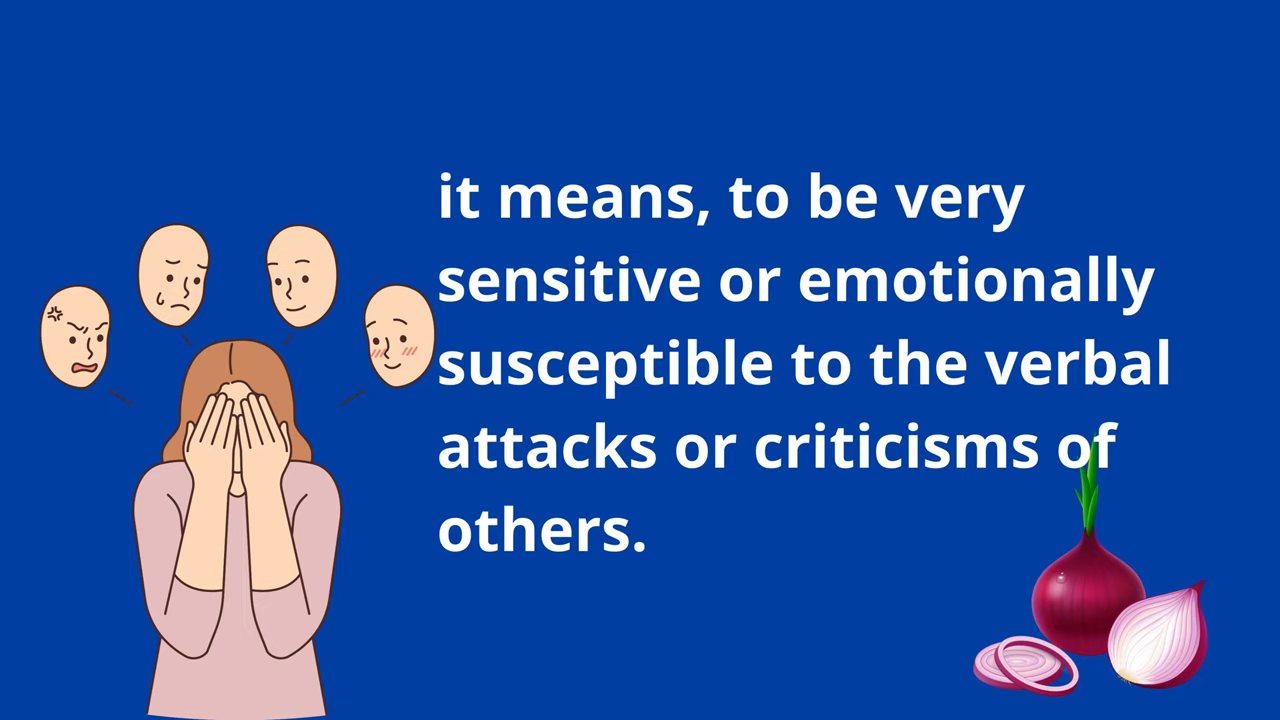 it means, to be very
sensitive or emotionally
susceptible to the verbal
attacks or criticisms of
others.